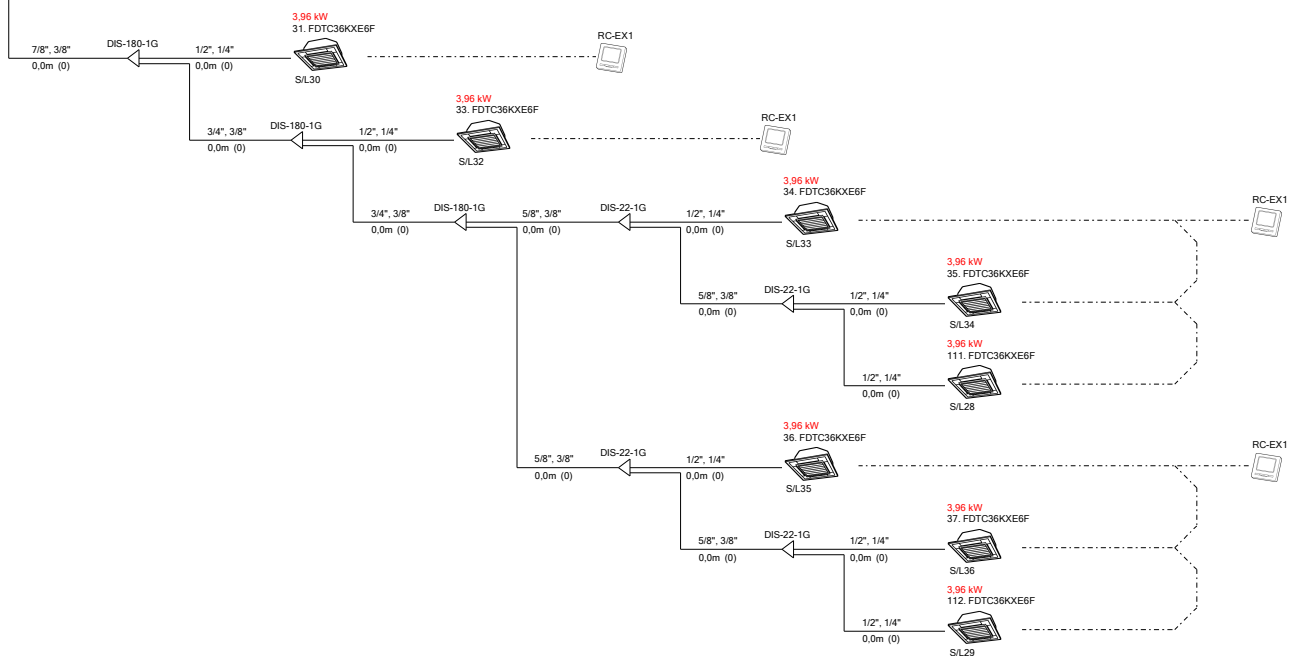 3,96 kW
31. FDTC36KXE6F
7/8", 3/8"
0,0m (0)
DIS-180-1G
1/2", 1/4"
0,0m (0)
S/L30
RC-EX1
3,96 kW
33. FDTC36KXE6F
3/4", 3/8"
0,0m (0)
DIS-180-1G
1/2", 1/4"
0,0m (0)
S/L32
RC-EX1
3,96 kW
34. FDTC36KXE6F
3/4", 3/8"
0,0m (0)
DIS-180-1G
5/8", 3/8"
0,0m (0)
DIS-22-1G
1/2", 1/4"
0,0m (0)
S/L33
RC-EX1
3,96 kW
35. FDTC36KXE6F
5/8", 3/8"
0,0m (0)
DIS-22-1G
1/2", 1/4"
0,0m (0)
S/L34
3,96 kW
111. FDTC36KXE6F
1/2", 1/4"
0,0m (0)
S/L28
3,96 kW
36. FDTC36KXE6F
5/8", 3/8"
0,0m (0)
DIS-22-1G
1/2", 1/4"
0,0m (0)
S/L35
RC-EX1
3,96 kW
37. FDTC36KXE6F
5/8", 3/8"
0,0m (0)
DIS-22-1G
1/2", 1/4"
0,0m (0)
S/L36
3,96 kW
112. FDTC36KXE6F
1/2", 1/4"
0,0m (0)
S/L29